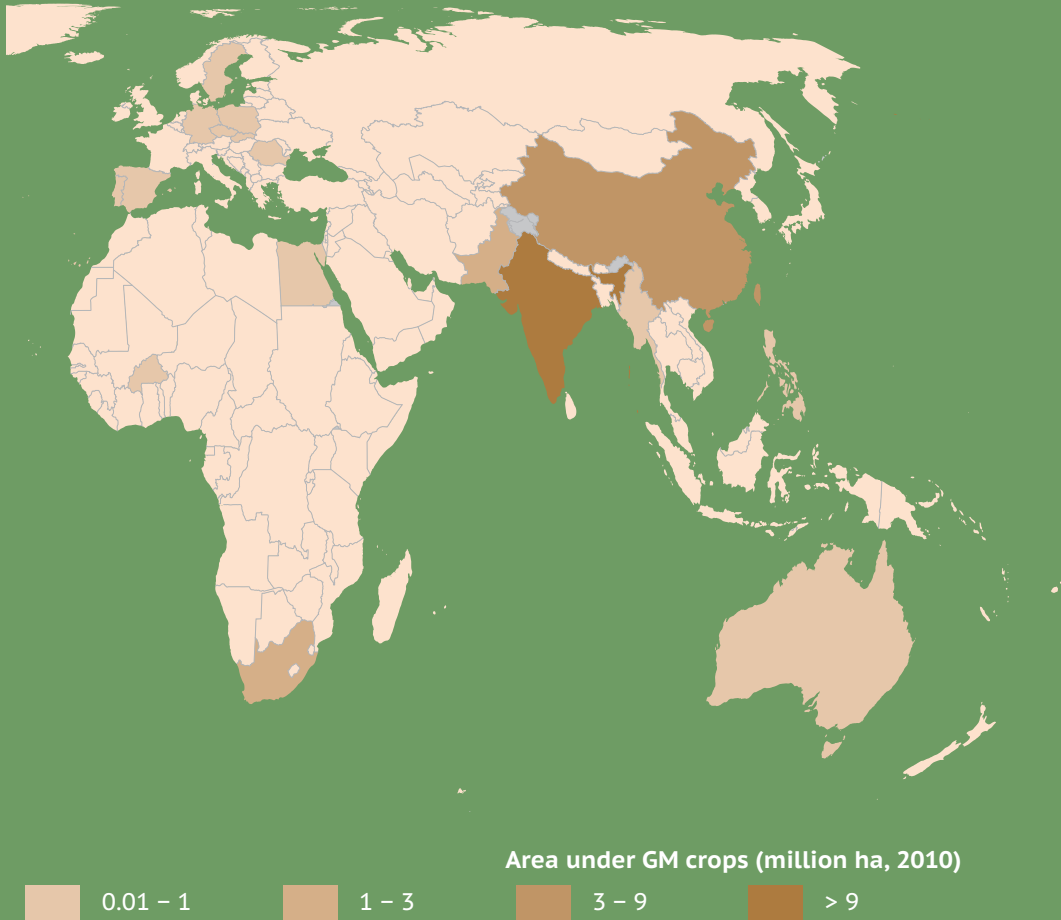 Area under GM crops (million ha, 2010)
0.01 – 1 1 – 3 3 – 9 > 9